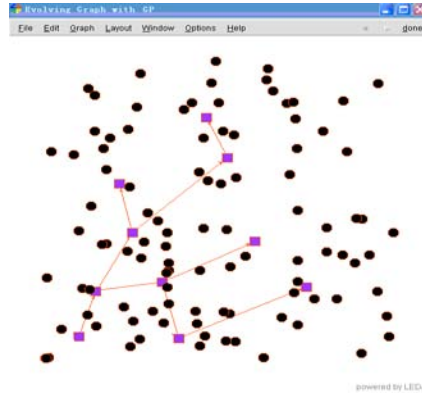 Evolving Graph with GP
File Edit Graph Layout Window Options Help done
powered by LEDA